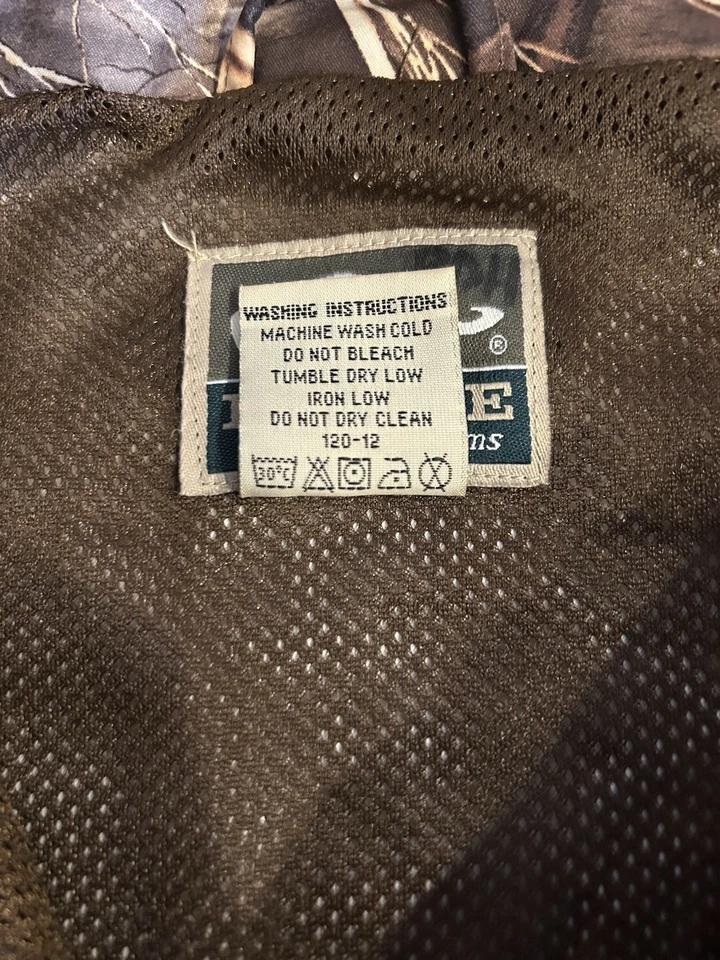 WASHING INSTRUCTIONS
MACHINE WASH COLD
DO NOT BLEACH
TUMBLE DRY LOW
IRON LOW
DO NOT DRY CLEAN
120-12
30°C
®
E
ms